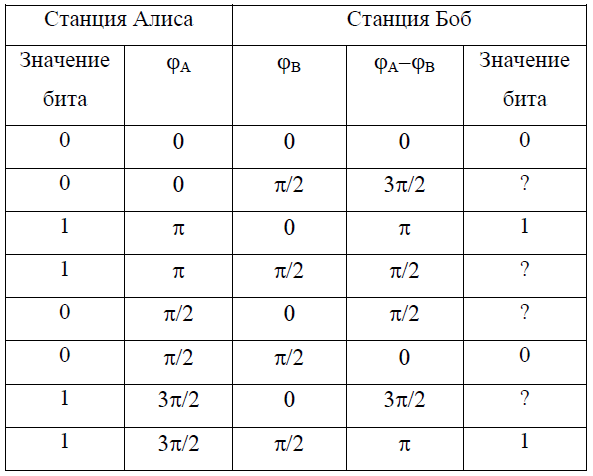 Станция Алиса Станция Боб
Значение бита φA φB φA−φB Значение бита
0 0 0 0 0
0 0 π/2 3π/2 ?
1 π 0 π 1
1 π π/2 π/2 ?
0 π/2 0 π/2 ?
0 π/2 π/2 0 0
1 3π/2 0 3π/2 ?
1 3π/2 π/2 π 1